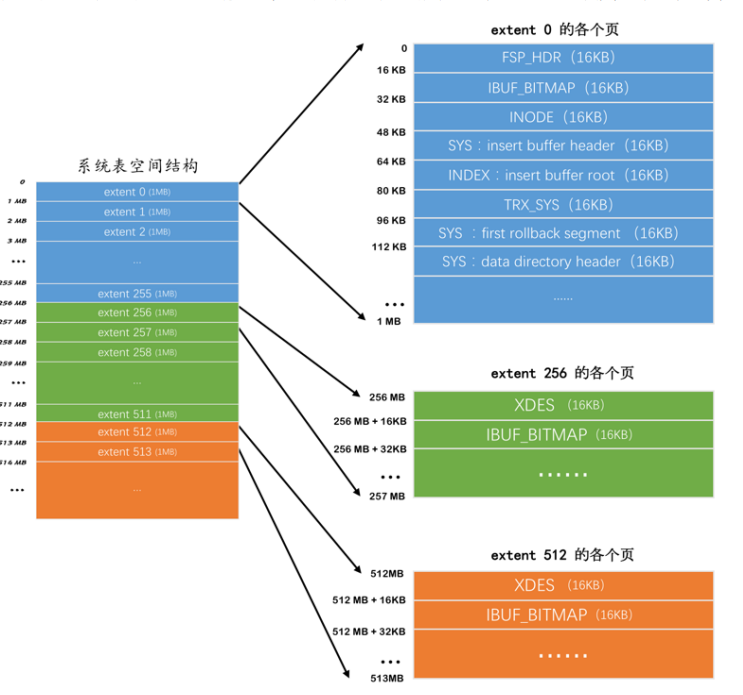 extent 0 的各个页
0
FSP_HDR（16KB）
16 KB
IBUF_BITMAP（16KB）
32 KB
INODE（16KB）
48 KB
SYS：insert buffer header（16KB）
64 KB
INDEX：insert buffer root（16KB）
80 KB
TRX_SYS（16KB）
96 KB
SYS ：first rollback segment （16KB）
112 KB
SYS：data directory header（16KB）
......
...
1 MB
系统表空间结构
0
extent 0 (1MB)
1 MB
extent 1 (1MB)
2 MB
extent 2 (1MB)
3 MB
...
...
255 MB
extent 255 (1MB)
256 MB
extent 256 (1MB)
257 MB
extent 257 (1MB)
258 MB
extent 258 (1MB)
259 MB
...
...
511 MB
extent 511 (1MB)
512 MB
extent 512 (1MB)
513 MB
extent 513 (1MB)
514 MB
...
...
extent 256 的各个页
256 MB
XDES （16KB）
256 MB + 16KB
IBUF_BITMAP（16KB）
256 MB + 32KB
......
...
257 MB
extent 512 的各个页
512MB
XDES （16KB）
512 MB + 16KB
IBUF_BITMAP（16KB）
512 MB + 32KB
......
...
513MB